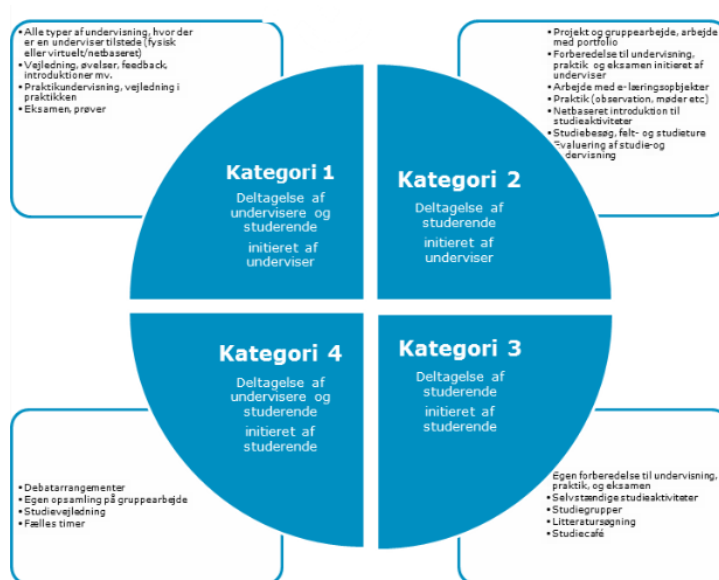 • Alle typer af undervisning, hvor der
er en underviser tilstede (fysisk
eller virtuelt/netbaseret)
• Vejledning, øvelser, feedback,
introduktioner mv.
• Praktikundervisning, vejledning i
praktikken
• Eksamen, prøver
• Projekt og gruppearbejde, arbejde
med portfolio
• Forberedelse til undervisning,
praktik og eksamen initieret af
underviser
• Arbejde med e-læringsobjekter
• Praktik (observation, møder etc)
• Netbaseret introduktion til
studieaktiviteter
• Studiebesøg, felt- og studieture
Evaluering af studie-og
dervisning
Kategori 1
Deltagelse af
undervisere og
studerende
initieret af
underviser
Kategori 2
Deltagelse af
studerende
initieret af
underviser
Kategori 4
Deltagelse af
undervisere og
studerende
initieret af
studerende
Kategori 3
Deltagelse af
studerende
initieret af
studerende
• Debatarrangementer
• Egen opsamling på gruppearbejde
• Studievejledning
• Fælles timer
Egen forberedelse til undervisning,
praktik, og eksamen
• Selvstændige studieaktiviteter
• Studiegrupper
• Litteratursøgning
• Studiecafé